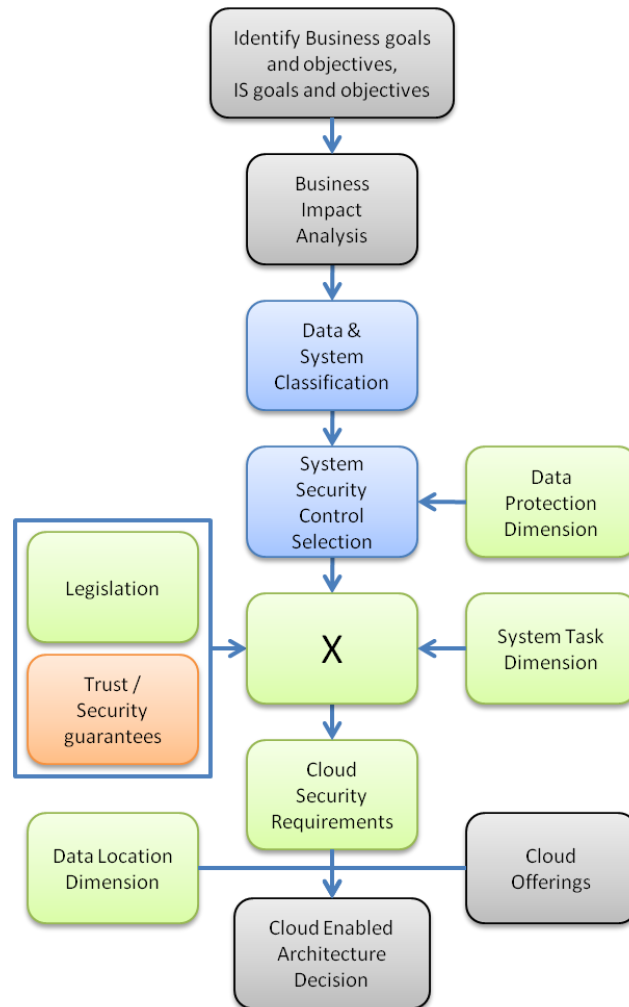 Identify Business goals
and objectives,
IS goals and objectives
Business
Impact
Analysis
Data &
System
Classification
System
Security
Control
Selection
Data
Protection
Dimension
Legislation
Trust /
Security
guarantees
X
System Task
Dimension
Cloud
Security
Requirements
Data Location
Dimension
Cloud
Offerings
Cloud Enabled
Architecture
Decision